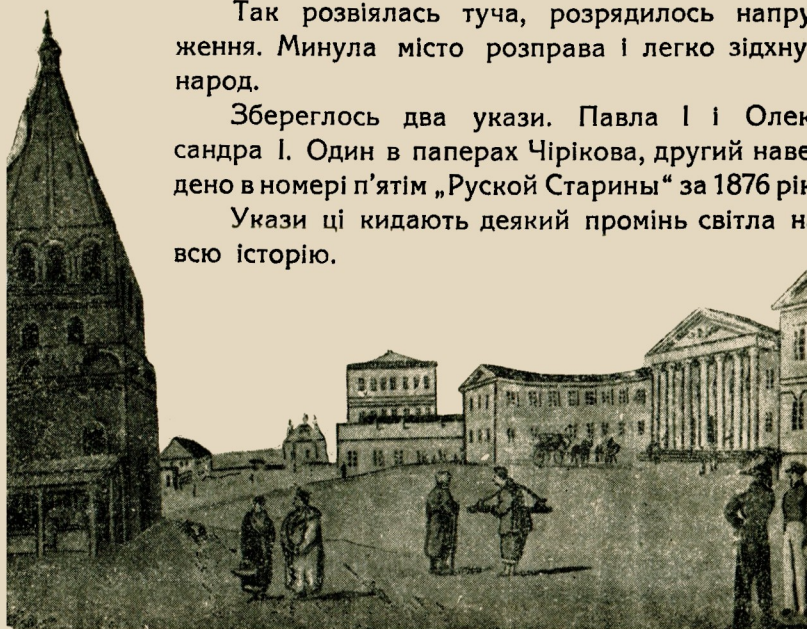 Так розвіялась туча, розрядилось напру
ження. Минула місто розправа і легко зідхну
народ.
Збереглось два укази. Павла І і Олек
сандра І. Один в паперах Чірікова, другий наве
дено в номері п'ятім „Руской Старины“ за 1876 рік
Укази ці кидають деякий промінь світла н
всю історію.